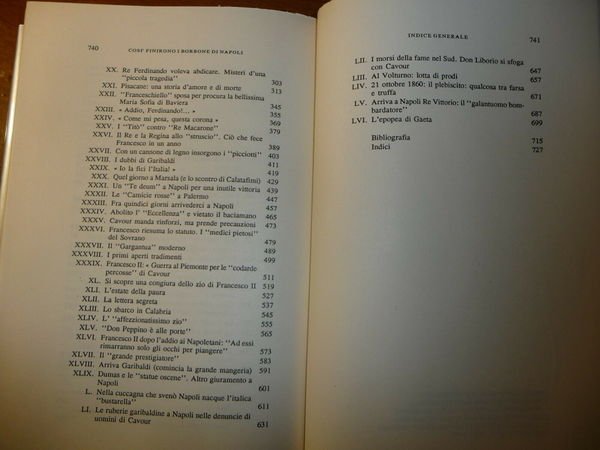 740 COSI' FINIRONO I BORBONE DI NAPOLI
XX. Re Ferdinando voleva abdicare. Misteri d'una
"piccola tragedia" 303
XXI. Pisacane: una storia d'amore e di morte 313
XXII. "Franceschiello" sposa per procura la bellissima
Maria Sofia di Baviera 345
XXIII. « Addio, Ferdinando!... » 355
XXIV. « Come mi pesa, questa corona » 369
XXV. I "Titò" contro "Re Macarone" 379
XXVI. Il Re e la Regina allo "struscio". Ciò che fece
Francesco in un anno 389
XXVII. Con un cansone di legno insorgono i "picciotti" 403
XXVIII. I dubbi di Garibaldi 411
XXIX. « Io la fici l'Italia! » 419
XXX. Quel giorno a Marsala (e lo scontro di Calatafimi) 429
XXXI. Un "Te deum" a Napoli per una inutile vittoria 439
XXXII. Le "Camicie rosse" a Palermo 447
XXXIII. Fra quindici giorni arrivederci a Napoli 457
XXXIV. Abolito l' "Eccellenza" e vietato il baciamano 465
XXXV. Cavour manda rinforzi, ma prende precauzioni 473
XXXVI. Francesco riesuma lo statuto. I "medici pietosi"
del Sovrano 479
XXXVII. Il "Gargantua" moderno 489
XXXVIII. I primi aperti tradimenti 499
XXXIX. Francesco II: « Guerra al Piemonte per le "codarde
percosse" di Cavour 511
XL. Si scopre una congiura dello zio di Francesco II 519
XLI. L'estate della paura 527
XLII. La lettera segreta 537
XLIII. Lo sbarco in Calabria 545
XLIV. L' "affezzionatissimo zio" 555
XLV. "Don Peppino è alle porte" 565
XLVI. Francesco II dopo l'addio ai Napoletani: "Ad essi
rimarranno solo gli occhi per piangere" 573
XLVII. Il "grande prestigiatore" 583
XLVIII. Arriva Garibaldi (comincia la grande mangeria) 591
XLIX. Dumas e le "statue oscene". Altro giuramento a
Napoli 601
L. Nella cuccagna che svenò Napoli nacque l'italica
"bustarella" 611
LI. Le ruberie garibaldine a Napoli nelle denuncie di
uomini di Cavour 631
INDICE GENERALE 741
LII. I morsi della fame nel Sud. Don Liborio si sfoga
con Cavour 647
LIII. Al Volturno: lotta di prodi 657
LIV. 21 ottobre 1860: il plebiscito: qualcosa tra farsa
e truffa 671
LV. Arriva a Napoli Re Vittorio: il "galantuomo bom-
bardatore" 687
LVI. L'epopea di Gaeta 699
Bibliografia 715
Indici 727